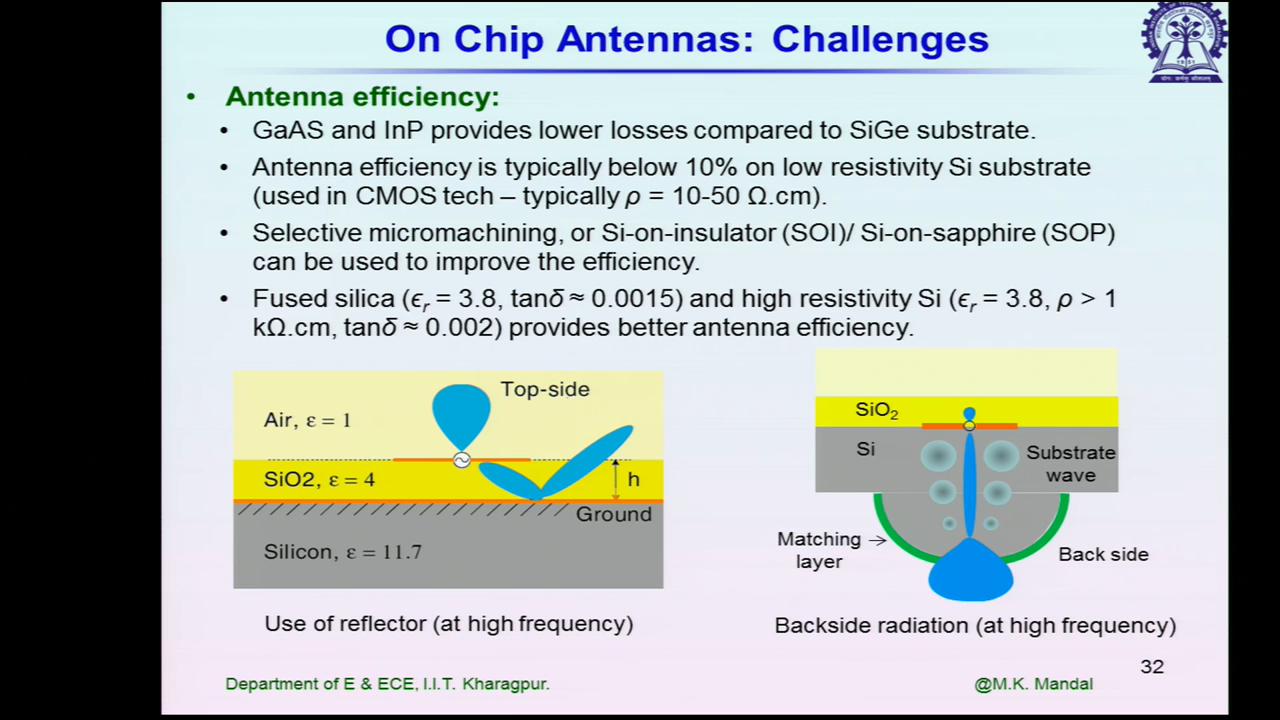 On Chip Antennas: Challenges
• Antenna efficiency:
• GaAS and InP provides lower losses compared to SiGe substrate.
• Antenna efficiency is typically below 10% on low resistivity Si substrate
(used in CMOS tech – typically ρ = 10-50 Ω.cm).
• Selective micromachining, or Si-on-insulator (SOI)/ Si-on-sapphire (SOP)
can be used to improve the efficiency.
• Fused silica (ϵr = 3.8, tanδ ≈ 0.0015) and high resistivity Si (ϵr = 3.8, ρ > 1
kΩ.cm, tanδ ≈ 0.002) provides better antenna efficiency.
Top-side
Air, ε = 1
SiO2, ε = 4
h
Ground
Silicon, ε = 11.7
Use of reflector (at high frequency)
SiO2
Si
Substrate
wave
Matching
layer
Back side
Backside radiation (at high frequency)
32
Department of E & ECE, I.I.T. Kharagpur.
@M.K. Mandal